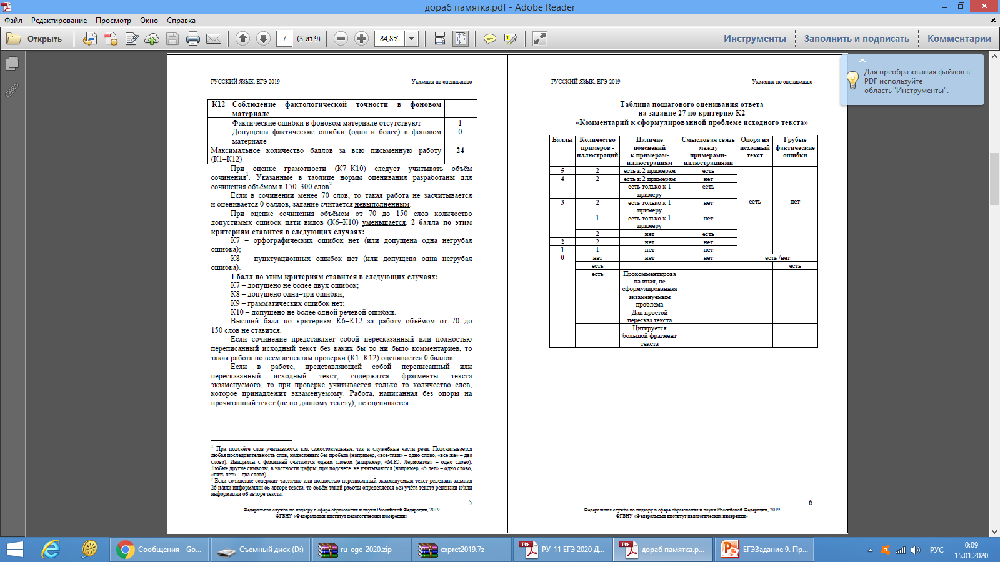 дораб памятка.pdf - Adobe Reader
Файл Редактирование Просмотр Окно Справка
Открыть 7 (3 из 9) 84,8% Инструменты Заполнить и подписать Комментарии
Для преобразования файлов в
PDF используйте
область "Инструменты".
РУССКИЙ ЯЗЫК, ЕГЭ-2019 Указания по оцениванию
К12 Соблюдение фактологической точности в фоновом
материале
Фактические ошибки в фоновом материале отсутствуют 1
Допущены фактические ошибки (одна и более) в фоновом 0
материале
Максимальное количество баллов за всю письменную работу 24
(К1–К12)
При оценке грамотности (К7–К10) следует учитывать объём
сочинения1. Указанные в таблице нормы оценивания разработаны для
сочинения объёмом в 150–300 слов2.
Если в сочинении менее 70 слов, то такая работа не засчитывается
и оценивается 0 баллов, задание считается невыполненным.
При оценке сочинения объёмом от 70 до 150 слов количество
допустимых ошибок пяти видов (К6–К10) уменьшается. 2 балла по этим
критериям ставится в следующих случаях:
К7 – орфографических ошибок нет (или допущена одна негрубая
ошибка);
К8 – пунктуационных ошибок нет (или допущена одна негрубая
ошибка).
1 балл по этим критериям ставится в следующих случаях:
К7 – допущено не более двух ошибок;
К8 – допущено одна–три ошибки;
К9 – грамматических ошибок нет;
К10 – допущено не более одной речевой ошибки.
Высший балл по критериям К6–К12 за работу объёмом от 70 до
150 слов не ставится.
Если сочинение представляет собой пересказанный или полностью
переписанный исходный текст без каких бы то ни было комментариев, то
такая работа по всем аспектам проверки (К1–К12) оценивается 0 баллов.
Если в работе, представляющей собой переписанный или
пересказанный исходный текст, содержатся фрагменты текста
экзаменуемого, то при проверке учитывается только то количество слов,
которое принадлежит экзаменуемому. Работа, написанная без опоры на
прочитанный текст (не по данному тексту), не оценивается.
1 При подсчёте слов учитываются как самостоятельные, так и служебные части речи. Подсчитывается
любая последовательность слов, написанных без пробела (например, «всё-таки» – одно слово, «всё же» – два
слова). Инициалы с фамилией считаются одним словом (например, «М.Ю. Лермонтов» – одно слово).
Любые другие символы, в частности цифры, при подсчёте не учитываются (например, «5 лет» – одно слово,
«пять лет» – два слова).
2 Если сочинение содержит частично или полностью переписанный экзаменуемым текст рецензии задания
26 и/или информации об авторе текста, то объём такой работы определяется без учёта текста рецензии и/или
информации об авторе текста.
5
Федеральная служба по надзору в сфере образования и науки Российской Федерации, 2019
ФГБНУ «Федеральный институт педагогических измерений»
РУССКИЙ ЯЗЫК, ЕГЭ-2019 Указания по оцениванию
Таблица пошагового оценивания ответа
на задание 27 по критерию К2
«Комментарий к сформулированной проблеме исходного текста»
Баллы Количество Наличие Смысловая связь Опора на Грубые
примеров - пояснений между исходный фактические
иллюстраций к примерам- примерами- текст ошибки
иллюстрациям иллюстрациями
5 2 есть к 2 примерам есть
4 2 есть к 2 примерам нет
есть только к 1 есть
примеру
3 2 есть только к 1 нет есть нет
примеру
1 есть только к 1 нет
примеру
2 нет есть
2 2 нет нет
1 1 нет нет
0 нет нет нет есть /нет
есть есть
есть Прокомментирова
на иная, не
сформулированная
экзаменуемым
проблема
Дан простой
пересказ текста
Цитируется
большой фрагмент
текста
6
Федеральная служба по надзору в сфере образования и науки Российской Федерации, 2019
ФГБНУ «Федеральный институт педагогических измерений»
Сообщения - Go... Съемный диск (D:) ru_ege_2020.zip expret2019.7z РУ-11 ЕГЭ 2020 Д... дораб памятка.p... ЕГЭЗадание 9. Пр... РУС 0:09
15.01.2020